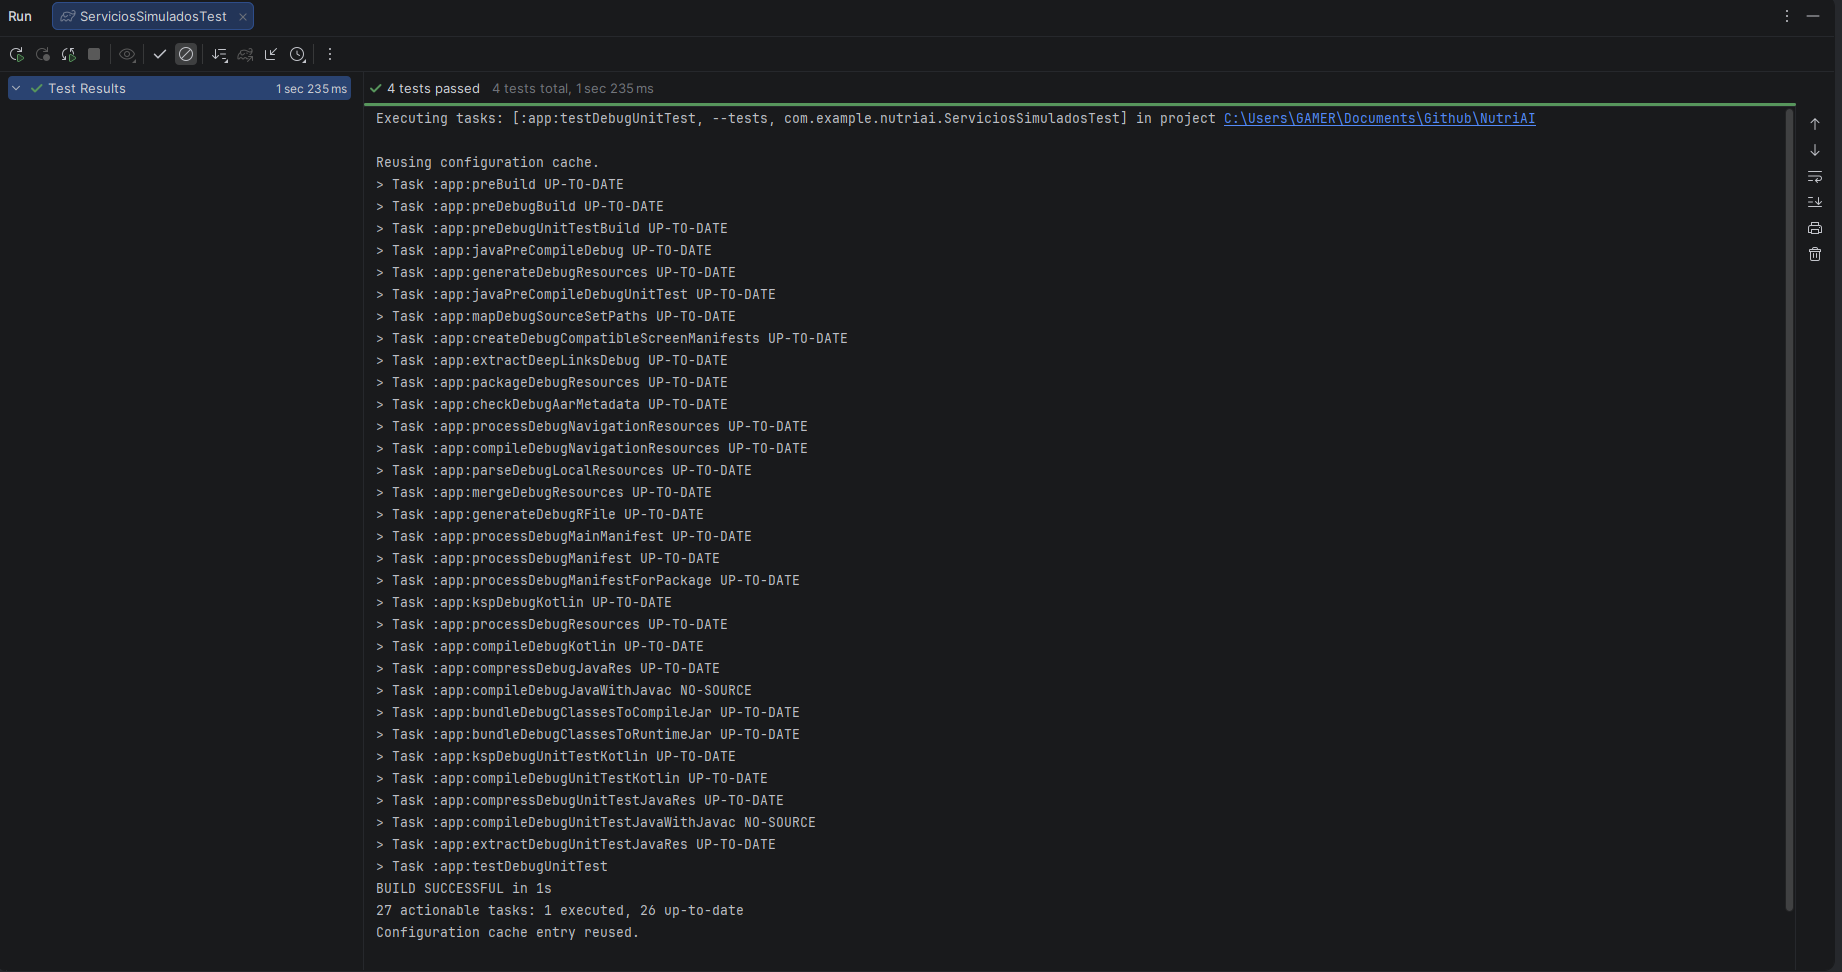 Run ServiciosSimuladosTest
Test Results 1 sec 235 ms
4 tests passed 4 tests total, 1 sec 235 ms
Executing tasks: [:app:testDebugUnitTest, --tests, com.example.nutriai.ServiciosSimuladosTest] in project C:\Users\GAMER\Documents\Github\NutriAI
Reusing configuration cache.
> Task :app:preBuild UP-TO-DATE
> Task :app:preDebugBuild UP-TO-DATE
> Task :app:preDebugUnitTestBuild UP-TO-DATE
> Task :app:javaPreCompileDebug UP-TO-DATE
> Task :app:generateDebugResources UP-TO-DATE
> Task :app:javaPreCompileDebugUnitTest UP-TO-DATE
> Task :app:mapDebugSourceSetPaths UP-TO-DATE
> Task :app:createDebugCompatibleScreenManifests UP-TO-DATE
> Task :app:extractDeepLinksDebug UP-TO-DATE
> Task :app:packageDebugResources UP-TO-DATE
> Task :app:checkDebugAarMetadata UP-TO-DATE
> Task :app:processDebugNavigationResources UP-TO-DATE
> Task :app:compileDebugNavigationResources UP-TO-DATE
> Task :app:parseDebugLocalResources UP-TO-DATE
> Task :app:mergeDebugResources UP-TO-DATE
> Task :app:generateDebugRFile UP-TO-DATE
> Task :app:processDebugMainManifest UP-TO-DATE
> Task :app:processDebugManifest UP-TO-DATE
> Task :app:processDebugManifestForPackage UP-TO-DATE
> Task :app:kspDebugKotlin UP-TO-DATE
> Task :app:processDebugResources UP-TO-DATE
> Task :app:compileDebugKotlin UP-TO-DATE
> Task :app:compressDebugJavaRes UP-TO-DATE
> Task :app:compileDebugJavaWithJavac NO-SOURCE
> Task :app:bundleDebugClassesToCompileJar UP-TO-DATE
> Task :app:bundleDebugClassesToRuntimeJar UP-TO-DATE
> Task :app:kspDebugUnitTestKotlin UP-TO-DATE
> Task :app:compileDebugUnitTestKotlin UP-TO-DATE
> Task :app:compressDebugUnitTestJavaRes UP-TO-DATE
> Task :app:compileDebugUnitTestJavaWithJavac NO-SOURCE
> Task :app:extractDebugUnitTestJavaRes UP-TO-DATE
> Task :app:testDebugUnitTest
BUILD SUCCESSFUL in 1s
27 actionable tasks: 1 executed, 26 up-to-date
Configuration cache entry reused.